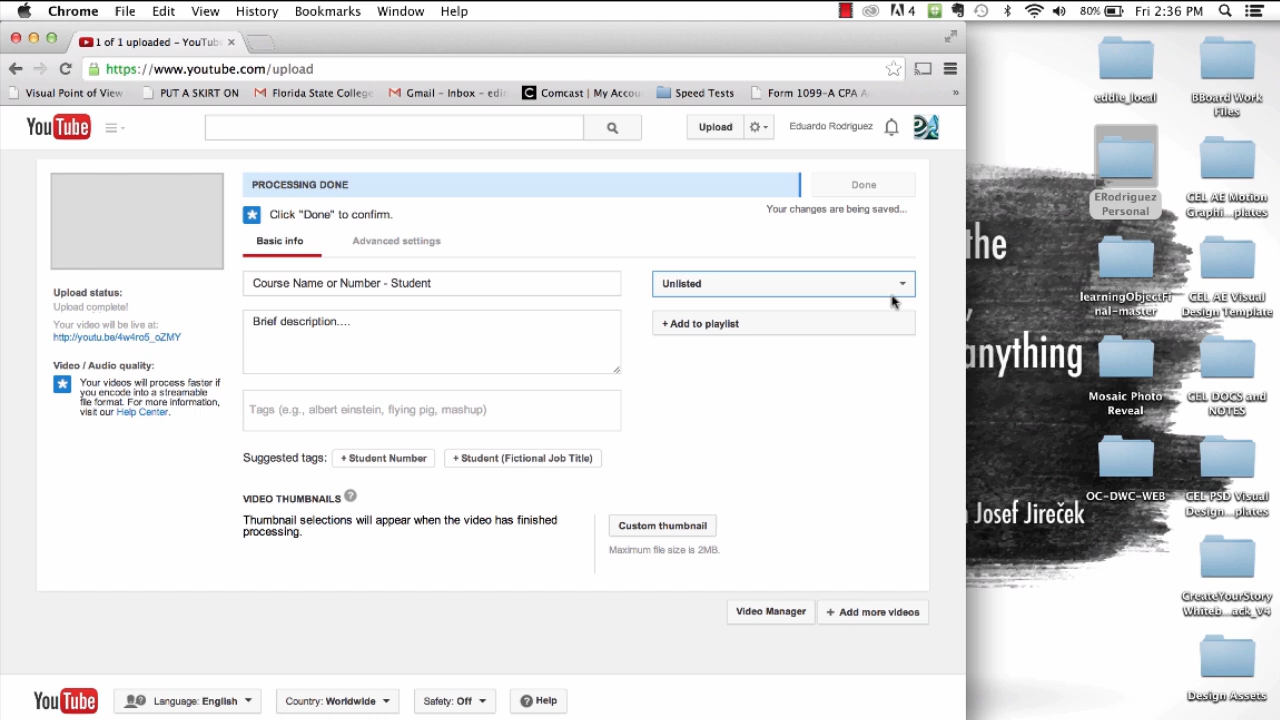 Chrome File Edit View History Bookmarks Window Help 4 80% Fri 2:36 PM
1 of 1 uploaded – YouTub
https://www.youtube.com/upload
Visual Point of View PUT A SKIRT ON Florida State Colleg Gmail - Inbox - edi Comcast | My Accou Speed Tests Form 1099-A CPA A »
YouTube Upload Eduardo Rodriguez
PROCESSING DONE Done
Click "Done" to confirm. Your changes are being saved...
Basic info Advanced settings
Course Name or Number - Student Unlisted
Brief description.... + Add to playlist
Upload status:
Upload complete!
Your video will be live at:
http://youtu.be/4w4ro5_oZMY
Video / Audio quality:
Your videos will process faster if
you encode into a streamable
file format. For more information,
visit our Help Center.
Tags (e.g., albert einstein, flying pig, mashup)
Suggested tags: + Student Number + Student (Fictional Job Title)
VIDEO THUMBNAILS ?
Thumbnail selections will appear when the video has finished
processing.
Custom thumbnail
Maximum file size is 2MB.
Video Manager + Add more videos
YouTube Language: English Country: Worldwide Safety: Off Help
eddie_local
BBoard Work
Files
ERodriguez
Personal
CEL AE Motion
Graphi...plates
the
learningObjectFi
nal-master
CEL AE Visual
Design Template
anything
Mosaic Photo
Reveal
CEL DOCS and
NOTES
OC-DWC-WEB
CEL PSD Visual
Design...plates
Josef Jireček
CreateYourStory
Whiteb...ack_V4
Design Assets